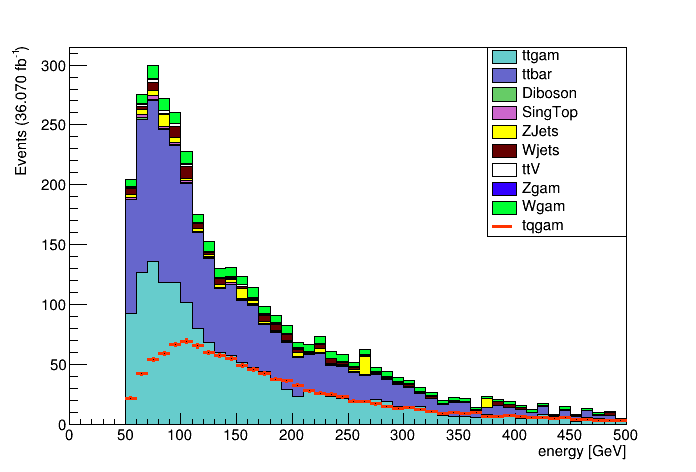 Events (36.070 fb⁻¹)
300
250
200
150
100
50
0
0 50 100 150 200 250 300 350 400 450 500
energy [GeV]
ttgam
ttbar
Diboson
SingTop
ZJets
Wjets
ttV
Zgam
Wgam
tqgam